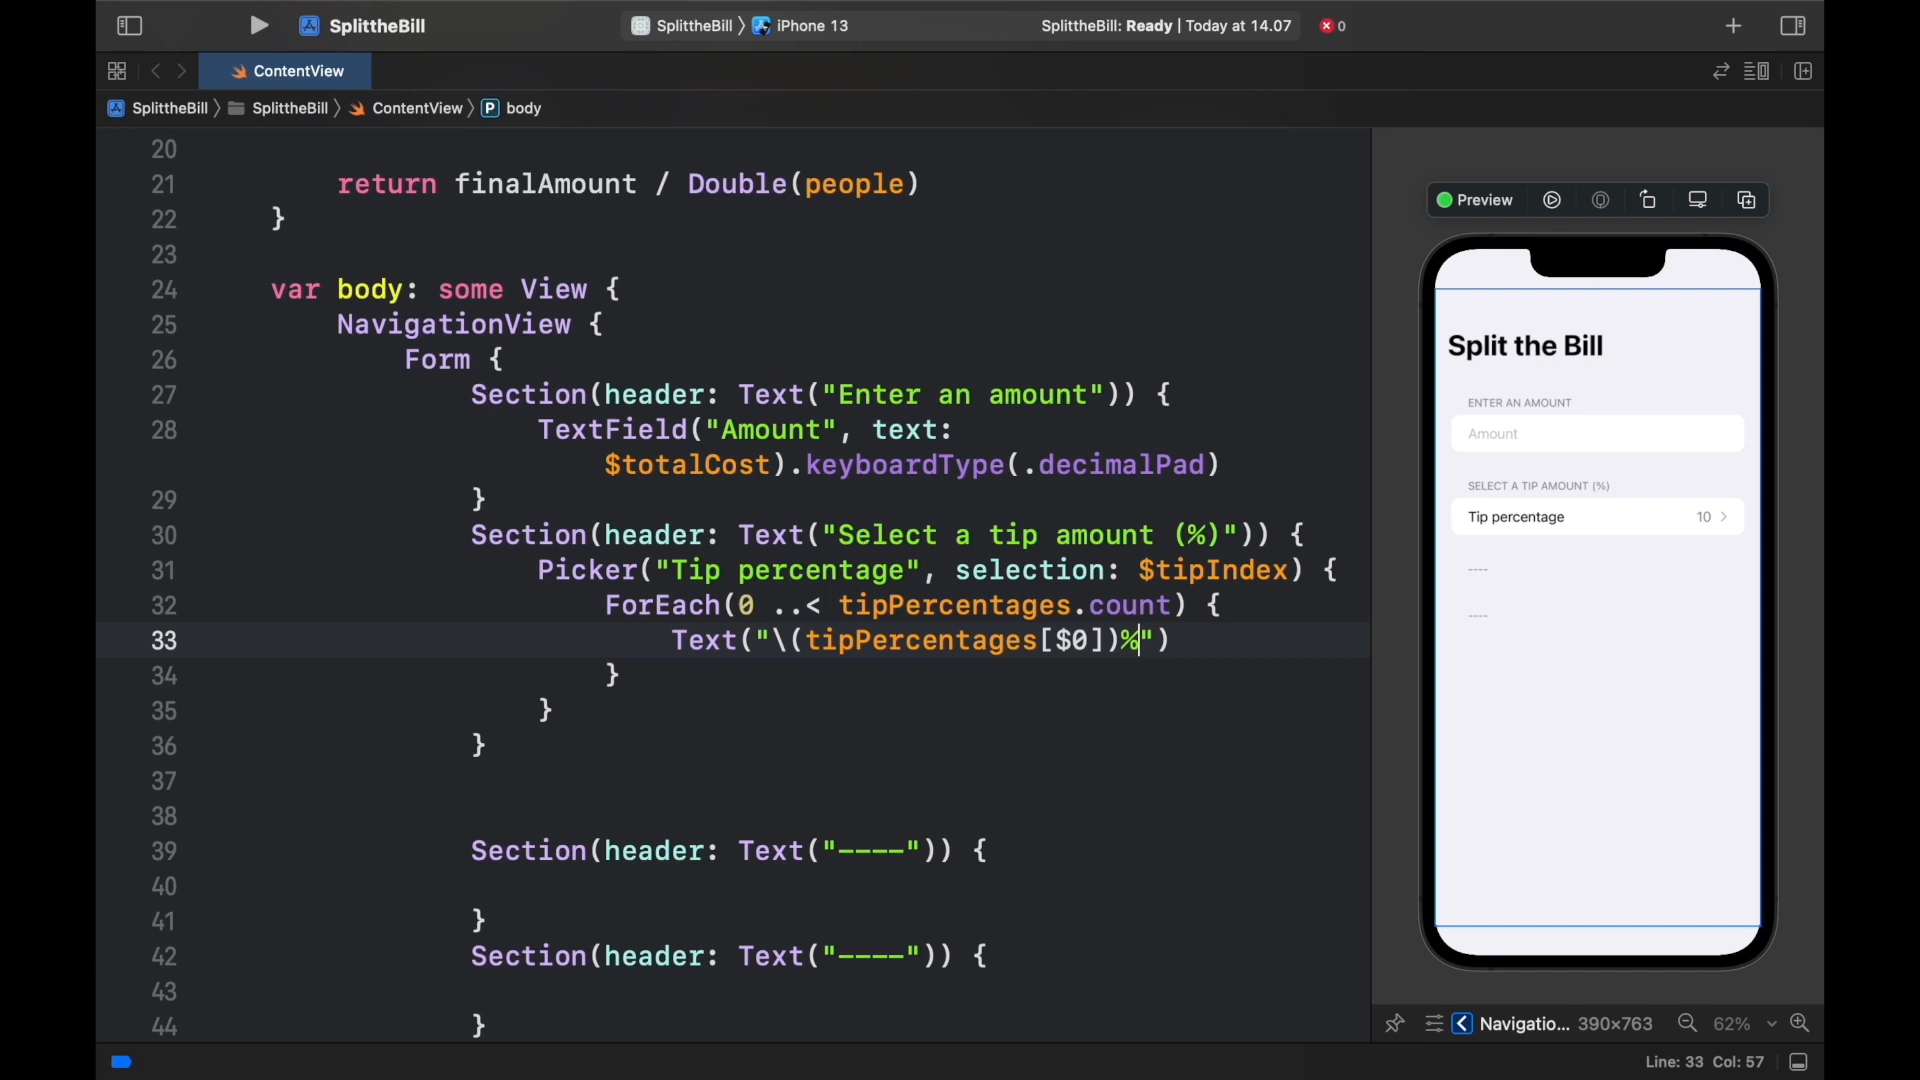 SplittheBill
SplittheBill 〉 iPhone 13
SplittheBill: Ready | Today at 14.07
0
ContentView
SplittheBill 〉 SplittheBill 〉 ContentView 〉 P body
20
21 return finalAmount / Double(people)
22 }
23
24 var body: some View {
25 NavigationView {
26 Form {
27 Section(header: Text("Enter an amount")) {
28 TextField("Amount", text:
$totalCost).keyboardType(.decimalPad)
29 }
30 Section(header: Text("Select a tip amount (%)")) {
31 Picker("Tip percentage", selection: $tipIndex) {
32 ForEach(0 ..< tipPercentages.count) {
33 Text("\(tipPercentages[$0])%")
34 }
35 }
36 }
37
38
39 Section(header: Text("----")) {
40
41 }
42 Section(header: Text("----")) {
43
44 }
Preview
Split the Bill
ENTER AN AMOUNT
Amount
SELECT A TIP AMOUNT (%)
Tip percentage 10
----
----
Navigatio... 390×763 62%
Line: 33 Col: 57